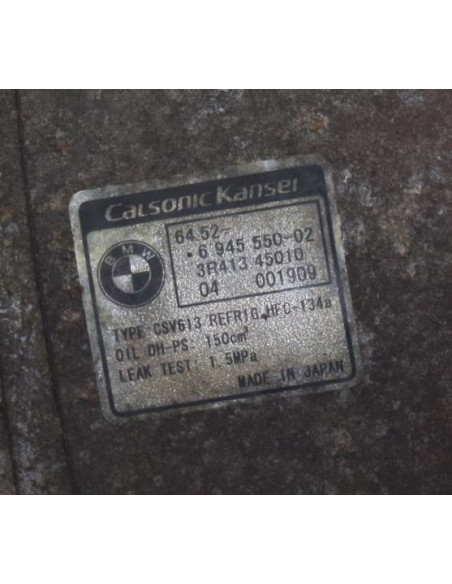 Calsonic Kansei
BMW
64.52-
.6 945 550-02
3R413 45010
04 001909
TYPE CSV613 REFRIG.HFC-134a
OIL DH-PS: 150cm³
LEAK TEST: 1.5MPa
MADE IN JAPAN